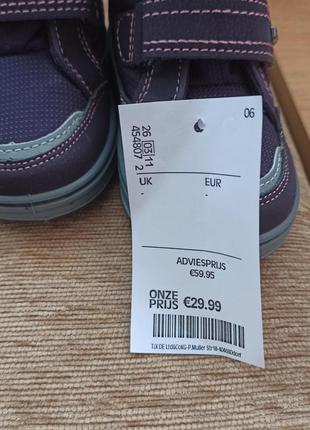 06
26 03 11
454807 2
UK EUR
- -
ADVIESPRIJS
€59.95
ONZE
PRIJS €29.99